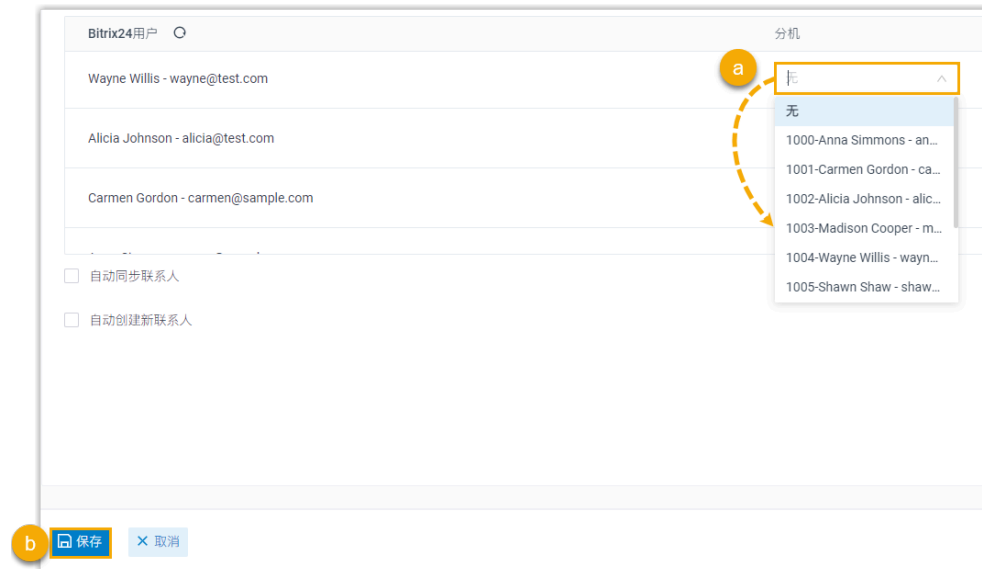 Bitrix24用户
分机
Wayne Willis - wayne@test.com
a
无
无
Alicia Johnson - alicia@test.com
1000-Anna Simmons - an...
1001-Carmen Gordon - ca...
Carmen Gordon - carmen@sample.com
1002-Alicia Johnson - alic...
1003-Madison Cooper - m...
1004-Wayne Willis - wayn...
自动同步联系人
1005-Shawn Shaw - shaw...
自动创建新联系人
b
保存
取消